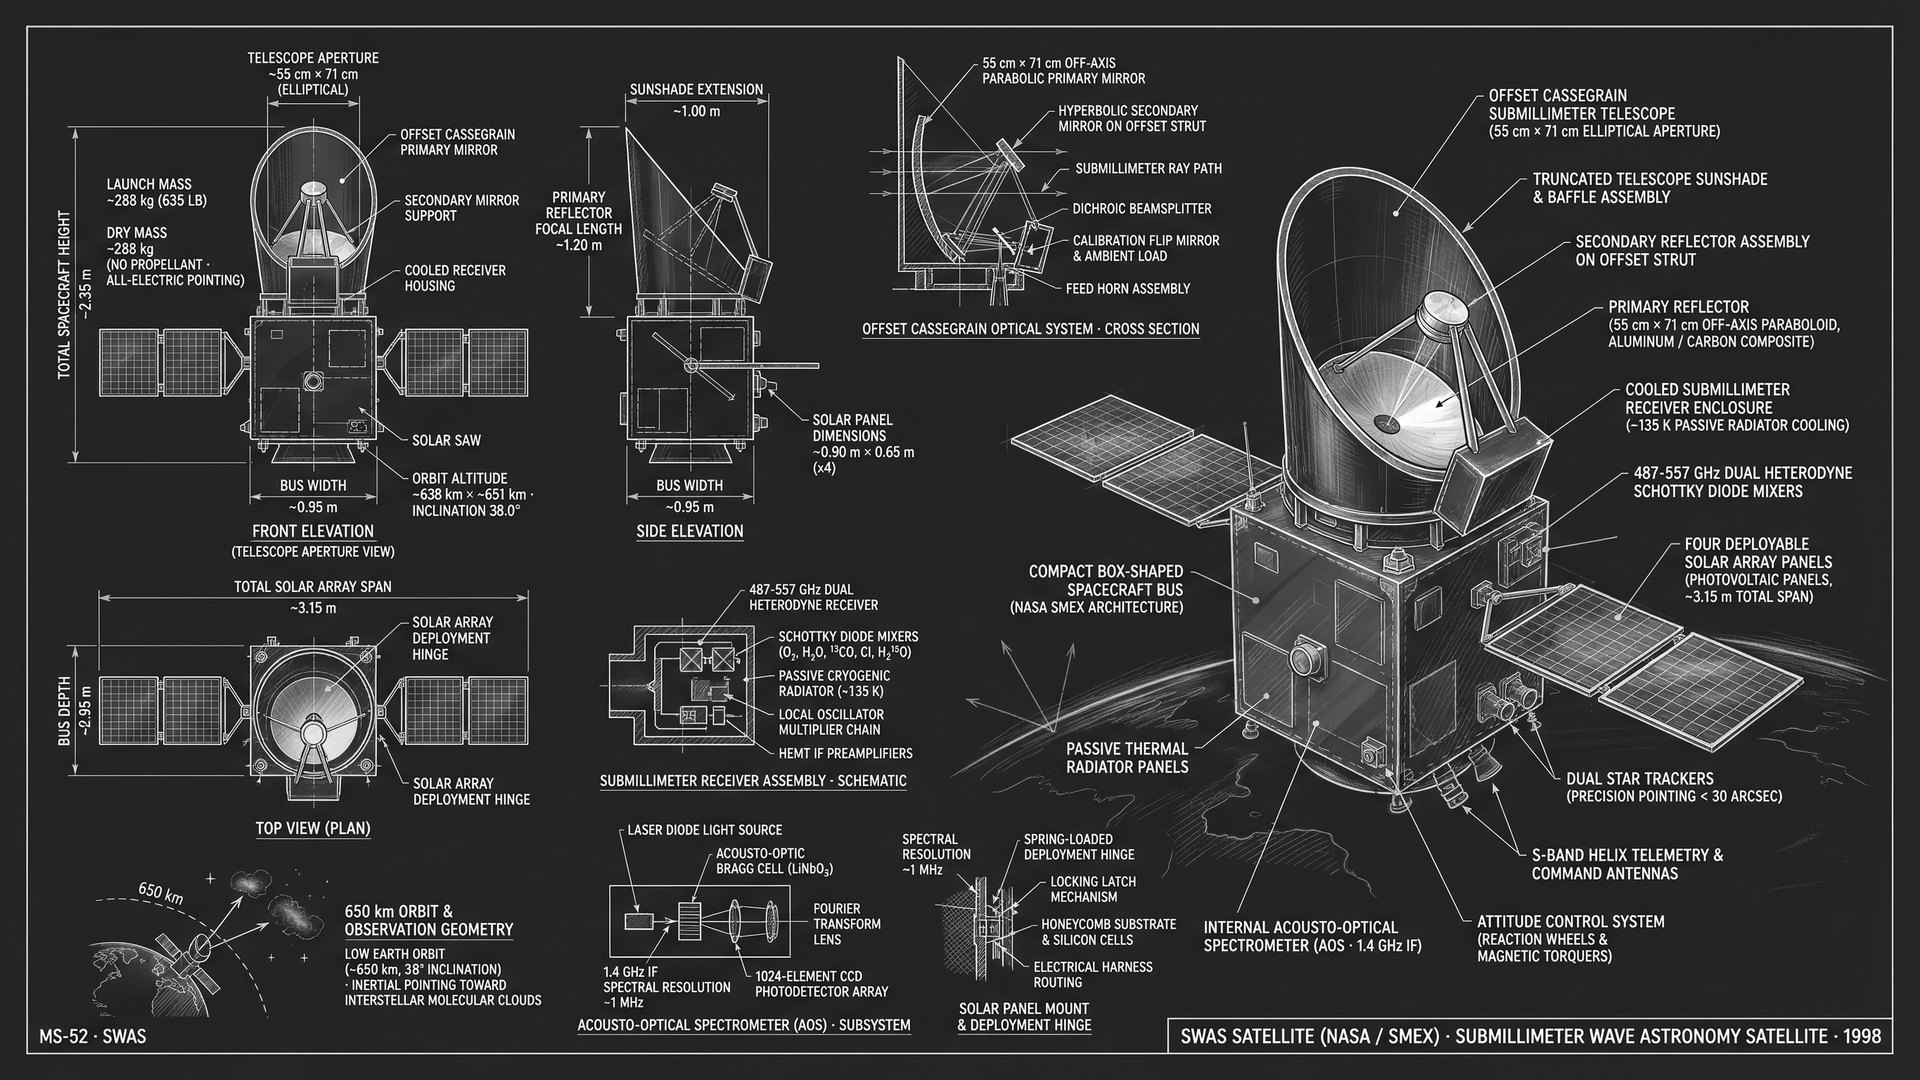 TELESCOPE APERTURE
~55 cm × 71 cm
(ELLIPTICAL)
OFFSET CASSEGRAIN
PRIMARY MIRROR
LAUNCH MASS
~288 kg (635 LB)
DRY MASS
~288 kg
(NO PROPELLANT ·
ALL-ELECTRIC POINTING)
SECONDARY MIRROR
SUPPORT
COOLED RECEIVER
HOUSING
TOTAL SPACECRAFT HEIGHT
~2.35 m
SOLAR SAW
ORBIT ALTITUDE
~638 km × ~651 km ·
INCLINATION 38.0°
BUS WIDTH
~0.95 m
FRONT ELEVATION
(TELESCOPE APERTURE VIEW)
SUNSHADE EXTENSION
~1.00 m
PRIMARY
REFLECTOR
FOCAL LENGTH
~1.20 m
SOLAR PANEL
DIMENSIONS
~0.90 m × 0.65 m
(x4)
BUS WIDTH
~0.95 m
SIDE ELEVATION
55 cm × 71 cm OFF-AXIS
PARABOLIC PRIMARY MIRROR
HYPERBOLIC SECONDARY
MIRROR ON OFFSET STRUT
SUBMILLIMETER RAY PATH
DICHROIC BEAMSPLITTER
CALIBRATION FLIP MIRROR
& AMBIENT LOAD
FEED HORN ASSEMBLY
OFFSET CASSEGRAIN OPTICAL SYSTEM · CROSS SECTION
OFFSET CASSEGRAIN
SUBMILLIMETER TELESCOPE
(55 cm × 71 cm ELLIPTICAL APERTURE)
TRUNCATED TELESCOPE SUNSHADE
& BAFFLE ASSEMBLY
SECONDARY REFLECTOR ASSEMBLY
ON OFFSET STRUT
PRIMARY REFLECTOR
(55 cm × 71 cm OFF-AXIS PARABOLOID,
ALUMINUM / CARBON COMPOSITE)
COOLED SUBMILLIMETER
RECEIVER ENCLOSURE
(~135 K PASSIVE RADIATOR COOLING)
487-557 GHz DUAL HETERODYNE
SCHOTTKY DIODE MIXERS
FOUR DEPLOYABLE
SOLAR ARRAY PANELS
(PHOTOVOLTAIC PANELS,
~3.15 m TOTAL SPAN)
COMPACT BOX-SHAPED
SPACECRAFT BUS
(NASA SMEX ARCHITECTURE)
PASSIVE THERMAL
RADIATOR PANELS
DUAL STAR TRACKERS
(PRECISION POINTING < 30 ARCSEC)
S-BAND HELIX TELEMETRY &
COMMAND ANTENNAS
INTERNAL ACOUSTO-OPTICAL
SPECTROMETER (AOS · 1.4 GHz IF)
ATTITUDE CONTROL SYSTEM
(REACTION WHEELS &
MAGNETIC TORQUERS)
TOTAL SOLAR ARRAY SPAN
~3.15 m
SOLAR ARRAY
DEPLOYMENT
HINGE
BUS DEPTH
~2.95 m
SOLAR ARRAY
DEPLOYMENT HINGE
TOP VIEW (PLAN)
487-557 GHz DUAL
HETERODYNE RECEIVER
SCHOTTKY DIODE MIXERS
(O₂, H₂O, ¹³CO, CI, H₂¹⁵O)
PASSIVE CRYOGENIC
RADIATOR (~135 K)
LOCAL OSCILLATOR
MULTIPLIER CHAIN
HEMT IF PREAMPLIFIERS
SUBMILLIMETER RECEIVER ASSEMBLY - SCHEMATIC
650 km
650 km ORBIT &
OBSERVATION GEOMETRY
LOW EARTH ORBIT
(~650 km, 38° INCLINATION)
· INERTIAL POINTING TOWARD
INTERSTELLAR MOLECULAR CLOUDS
LASER DIODE LIGHT SOURCE
ACOUSTO-OPTIC
BRAGG CELL (LiNbO₃)
FOURIER
TRANSFORM
LENS
1.4 GHz IF
SPECTRAL RESOLUTION
~1 MHz
1024-ELEMENT CCD
PHOTODETECTOR ARRAY
ACOUSTO-OPTICAL SPECTROMETER (AOS) · SUBSYSTEM
SPECTRAL
RESOLUTION
~1 MHz
SPRING-LOADED
DEPLOYMENT HINGE
LOCKING LATCH
MECHANISM
HONEYCOMB SUBSTRATE
& SILICON CELLS
ELECTRICAL HARNESS
ROUTING
SOLAR PANEL MOUNT
& DEPLOYMENT HINGE
MS-52 · SWAS
SWAS SATELLITE (NASA / SMEX) · SUBMILLIMETER WAVE ASTRONOMY SATELLITE · 1998